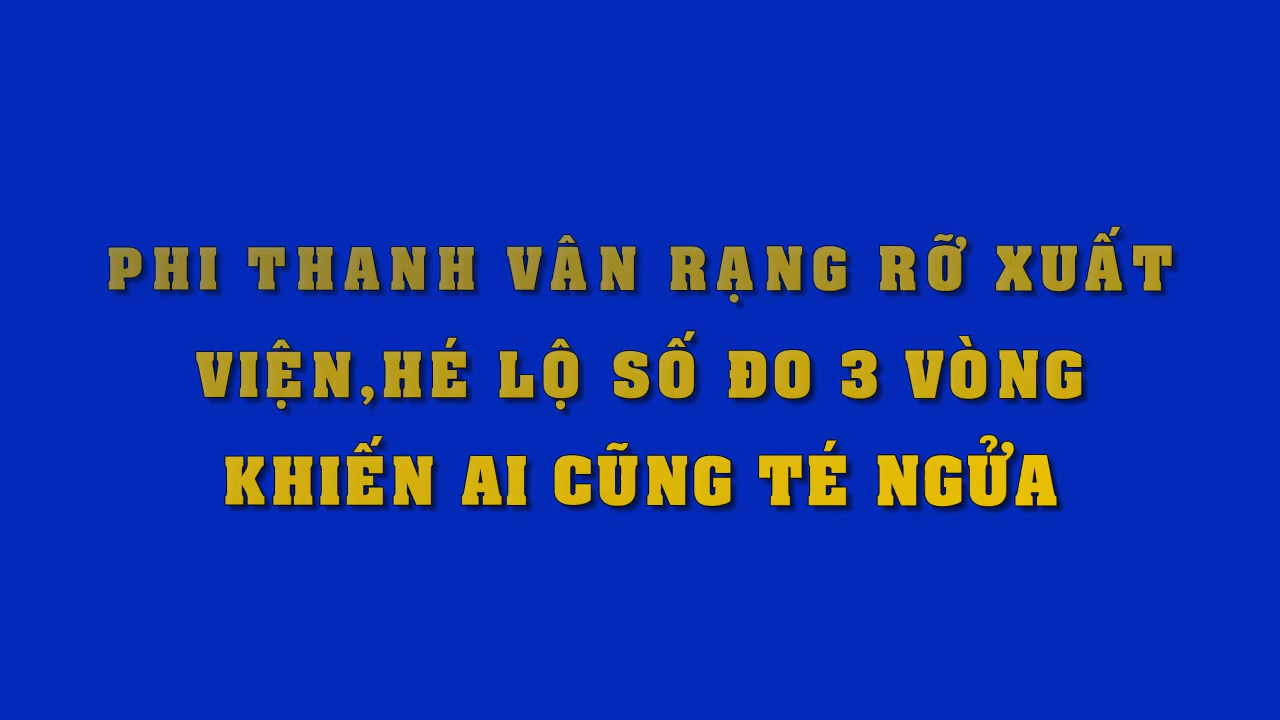 PHI THANH VÂN RẠNG RỠ XUẤT
VIỆN,HÉ LỘ SỐ ĐO 3 VÒNG
KHIẾN AI CŨNG TÉ NGỬA